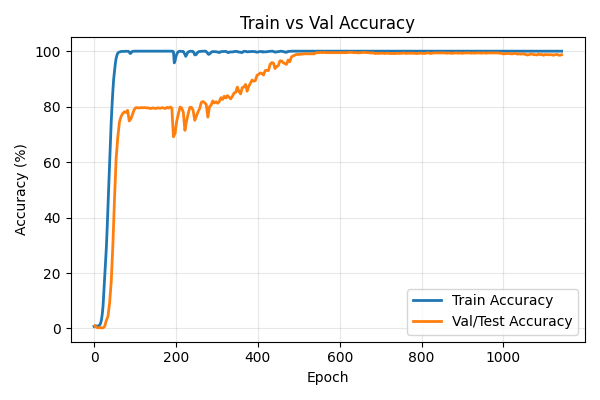 Train vs Val Accuracy
100
80
60
40
20
0
Accuracy (%)
0 200 400 600 800 1000
Epoch
Train Accuracy
Val/Test Accuracy